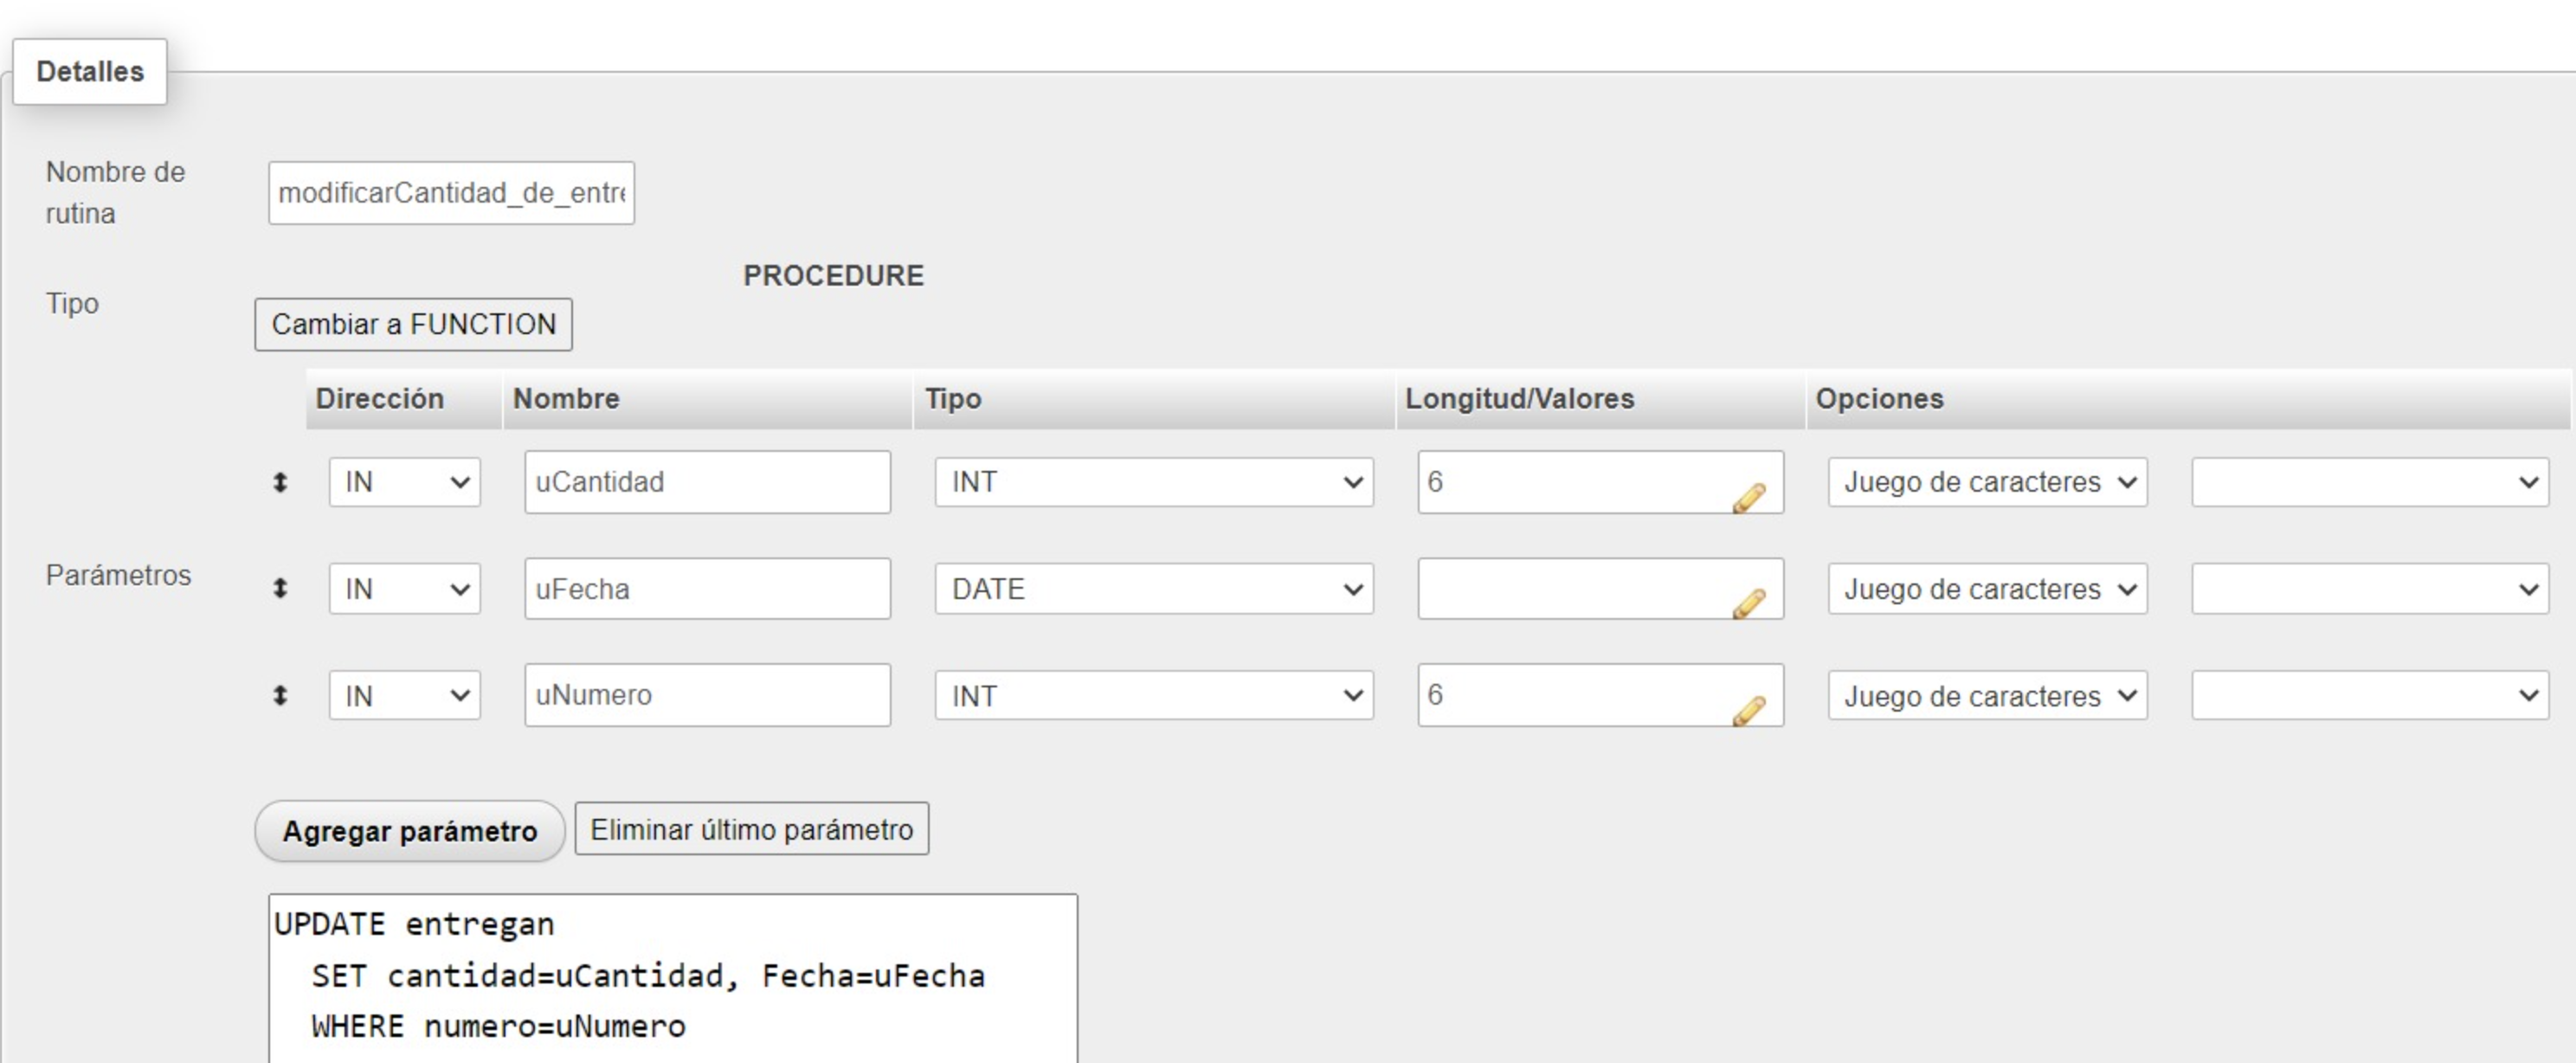 Detalles
Nombre de
rutina
modificarCantidad_de_entre
PROCEDURE
Tipo
Cambiar a FUNCTION
Dirección Nombre Tipo Longitud/Valores Opciones
IN uCantidad INT 6 Juego de caracteres
Parámetros
IN uFecha DATE Juego de caracteres
IN uNumero INT 6 Juego de caracteres
Agregar parámetro Eliminar último parámetro
UPDATE entregan
SET cantidad=uCantidad, Fecha=uFecha
WHERE numero=uNumero